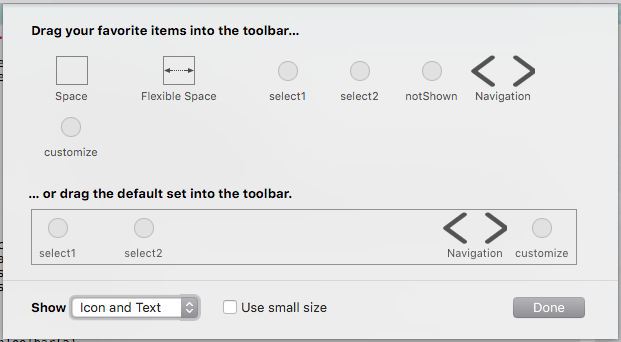 Drag your favorite items into the toolbar...
Space Flexible Space select1 select2 notShown Navigation
customize
... or drag the default set into the toolbar.
select1 select2 Navigation customize
Show Icon and Text Use small size Done